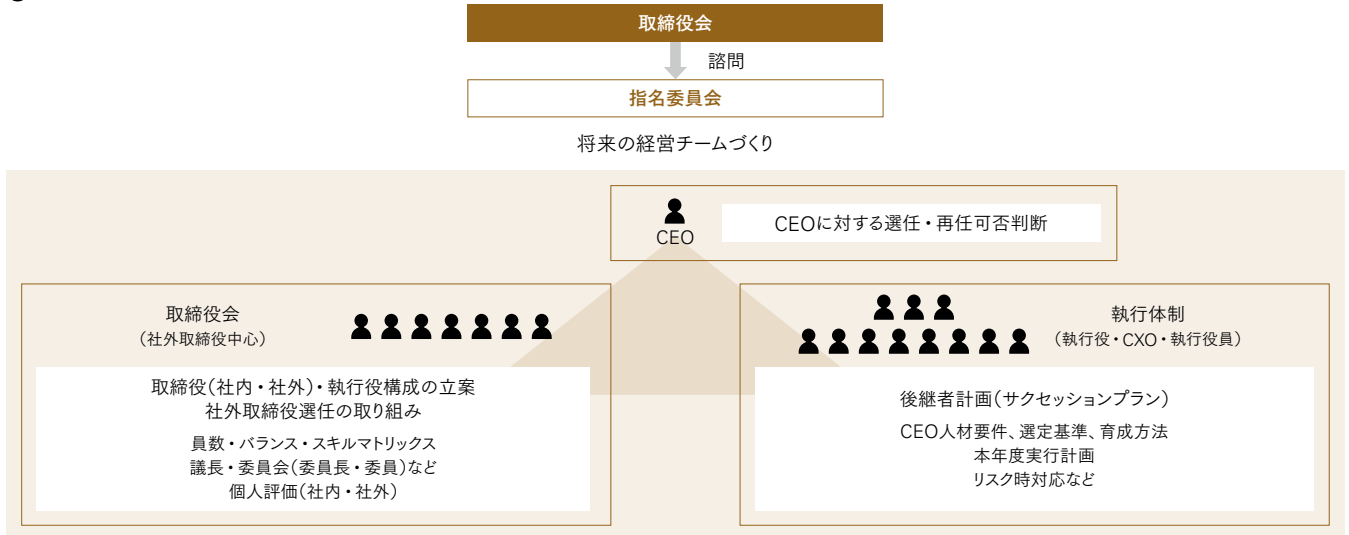 取締役会
諮問
指名委員会
将来の経営チームづくり
CEO
CEOに対する選任・再任可否判断
取締役会
(社外取締役中心)
取締役(社内・社外)・執行役構成の立案
社外取締役選任の取り組み
員数・バランス・スキルマトリックス
議長・委員会(委員長・委員)など
個人評価(社内・社外)
執行体制
(執行役・CXO・執行役員)
後継者計画(サクセッションプラン)
CEO人材要件、選定基準、育成方法
本年度実行計画
リスク時対応など